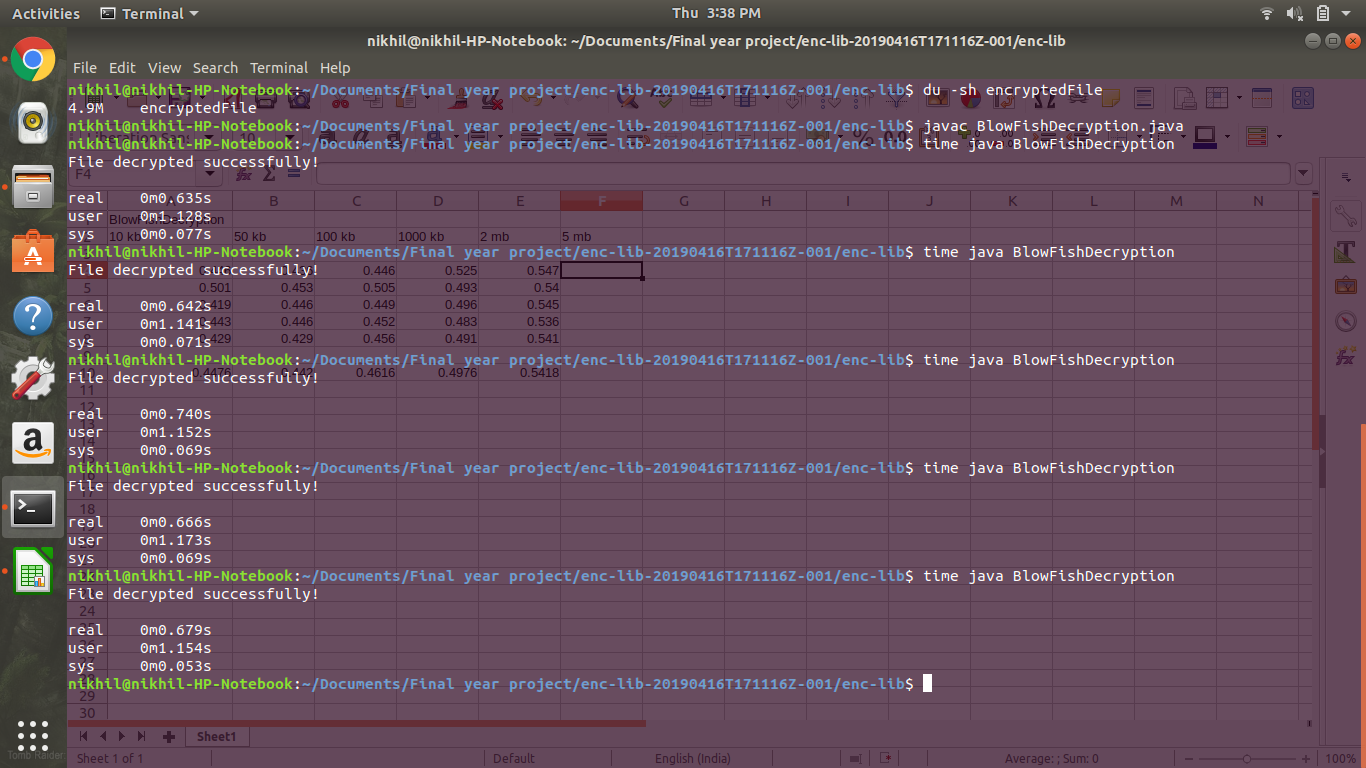 Activities Terminal Thu 3:38 PM
nikhil@nikhil-HP-Notebook: ~/Documents/Final year project/enc-lib-20190416T171116Z-001/enc-lib
File Edit View Search Terminal Help
nikhil@nikhil-HP-Notebook:~/Documents/Final year project/enc-lib-20190416T171116Z-001/enc-lib$ du -sh encryptedFile
4.9M encryptedFile
nikhil@nikhil-HP-Notebook:~/Documents/Final year project/enc-lib-20190416T171116Z-001/enc-lib$ javac BlowFishDecryption.java
nikhil@nikhil-HP-Notebook:~/Documents/Final year project/enc-lib-20190416T171116Z-001/enc-lib$ time java BlowFishDecryption
File decrypted successfully!
F4
real 0m0.635s
A B C D E F G H I J K L M N
user 0m1.128s
sys 0m0.077s
10 kb 50 kb 100 kb 1000 kb 2 mb 5 mb
nikhil@nikhil-HP-Notebook:~/Documents/Final year project/enc-lib-20190416T171116Z-001/enc-lib$ time java BlowFishDecryption
File decrypted successfully!
0.446 0.525 0.547
5 0.501 0.453 0.505 0.493 0.54
real 0m0.642s
0.419 0.446 0.449 0.496 0.545
user 0m1.141s
0.443 0.446 0.452 0.483 0.536
sys 0m0.071s
0.429 0.429 0.456 0.491 0.541
nikhil@nikhil-HP-Notebook:~/Documents/Final year project/enc-lib-20190416T171116Z-001/enc-lib$ time java BlowFishDecryption
File decrypted successfully!
0.4476 0.442 0.4616 0.4976 0.5418
11
real 0m0.740s
user 0m1.152s
sys 0m0.069s
nikhil@nikhil-HP-Notebook:~/Documents/Final year project/enc-lib-20190416T171116Z-001/enc-lib$ time java BlowFishDecryption
File decrypted successfully!
17
18
real 0m0.666s
user 0m1.173s
sys 0m0.069s
nikhil@nikhil-HP-Notebook:~/Documents/Final year project/enc-lib-20190416T171116Z-001/enc-lib$ time java BlowFishDecryption
File decrypted successfully!
24
real 0m0.679s
user 0m1.154s
sys 0m0.053s
nikhil@nikhil-HP-Notebook:~/Documents/Final year project/enc-lib-20190416T171116Z-001/enc-lib$
29
30
Sheet1
Tomb Raider
Sheet 1 of 1 Default English (India) Average: ; Sum: 0 100%